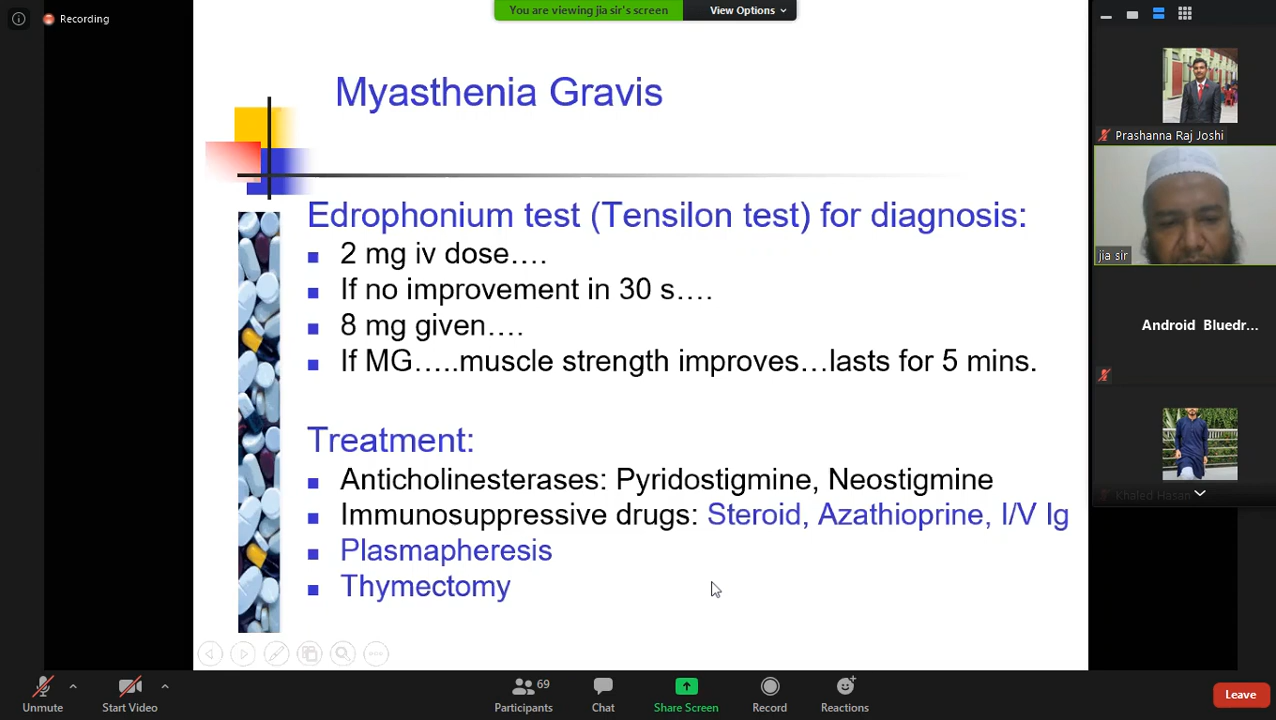 Recording
You are viewing jia sir's screen
View Options
Myasthenia Gravis
Edrophonium test (Tensilon test) for diagnosis:
2 mg iv dose….
If no improvement in 30 s….
8 mg given….
If MG…..muscle strength improves…lasts for 5 mins.
Treatment:
Anticholinesterases: Pyridostigmine, Neostigmine
Immunosuppressive drugs: Steroid, Azathioprine, I/V Ig
Plasmapheresis
Thymectomy
Prashanna Raj Joshi
jia sir
Android Bluedr...
Khaled Hasan
Unmute
Start Video
69
Participants
Chat
Share Screen
Record
Reactions
Leave